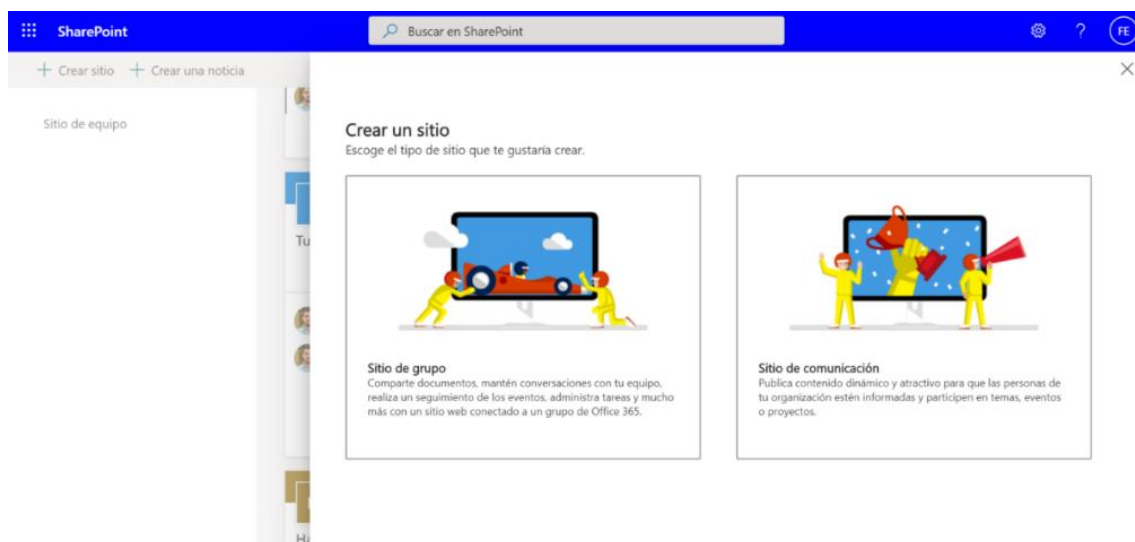 SharePoint
Buscar en SharePoint
?
FE
+ Crear sitio + Crear una noticia
Sitio de equipo
Tu
Ha
Crear un sitio
Escoge el tipo de sitio que te gustaría crear.
Sitio de grupo
Comparte documentos, mantén conversaciones con tu equipo,
realiza un seguimiento de los eventos, administra tareas y mucho
más con un sitio web conectado a un grupo de Office 365.
Sitio de comunicación
Publica contenido dinámico y atractivo para que las personas de
tu organización estén informadas y participen en temas, eventos
o proyectos.